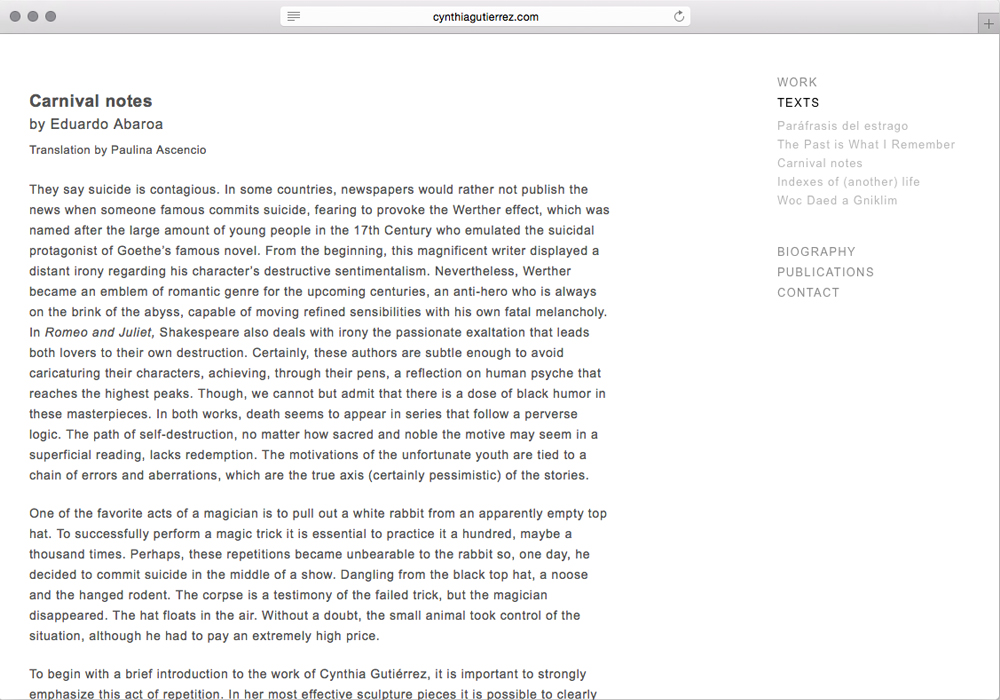 cynthiagutierrez.com
Carnival notes
by Eduardo Abaroa
Translation by Paulina Ascencio
They say suicide is contagious. In some countries, newspapers would rather not publish the
news when someone famous commits suicide, fearing to provoke the Werther effect, which was
named after the large amount of young people in the 17th Century who emulated the suicidal
protagonist of Goethe's famous novel. From the beginning, this magnificent writer displayed a
distant irony regarding his character's destructive sentimentalism. Nevertheless, Werther
became an emblem of romantic genre for the upcoming centuries, an anti-hero who is always
on the brink of the abyss, capable of moving refined sensibilities with his own fatal melancholy.
In Romeo and Juliet, Shakespeare also deals with irony the passionate exaltation that leads
both lovers to their own destruction. Certainly, these authors are subtle enough to avoid
caricaturing their characters, achieving, through their pens, a reflection on human psyche that
reaches the highest peaks. Though, we cannot but admit that there is a dose of black humor in
these masterpieces. In both works, death seems to appear in series that follow a perverse
logic. The path of self-destruction, no matter how sacred and noble the motive may seem in a
superficial reading, lacks redemption. The motivations of the unfortunate youth are tied to a
chain of errors and aberrations, which are the true axis (certainly pessimistic) of the stories.
One of the favorite acts of a magician is to pull out a white rabbit from an apparently empty top
hat. To successfully perform a magic trick it is essential to practice it a hundred, maybe a
thousand times. Perhaps, these repetitions became unbearable to the rabbit so, one day, he
decided to commit suicide in the middle of a show. Dangling from the black top hat, a noose
and the hanged rodent. The corpse is a testimony of the failed trick, but the magician
disappeared. The hat floats in the air. Without a doubt, the small animal took control of the
situation, although he had to pay an extremely high price.
To begin with a brief introduction to the work of Cynthia Gutiérrez, it is important to strongly
emphasize this act of repetition. In her most effective sculpture pieces it is possible to clearly
WORK
TEXTS
Paráfrasis del estrago
The Past is What I Remember
Carnival notes
Indexes of (another) life
Woc Daed a Gniklim
BIOGRAPHY
PUBLICATIONS
CONTACT